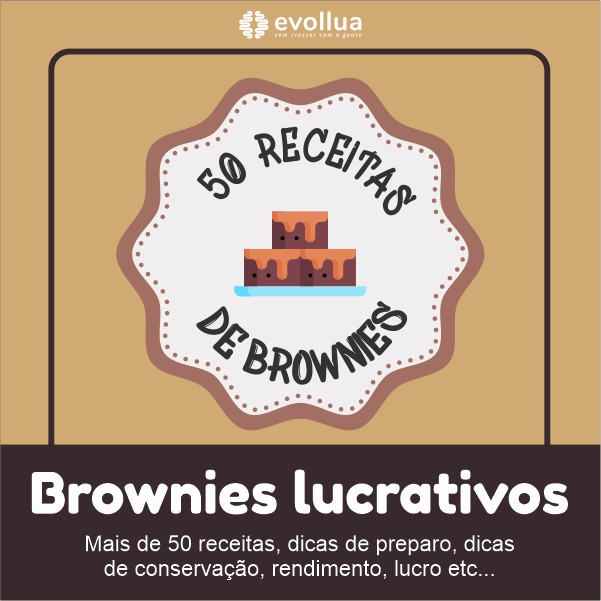 evollua
vem crescer com a gente
50 RECEITAS
DE BROWNIES
Brownies lucrativos
Mais de 50 receitas, dicas de preparo, dicas
de conservação, rendimento, lucro etc...